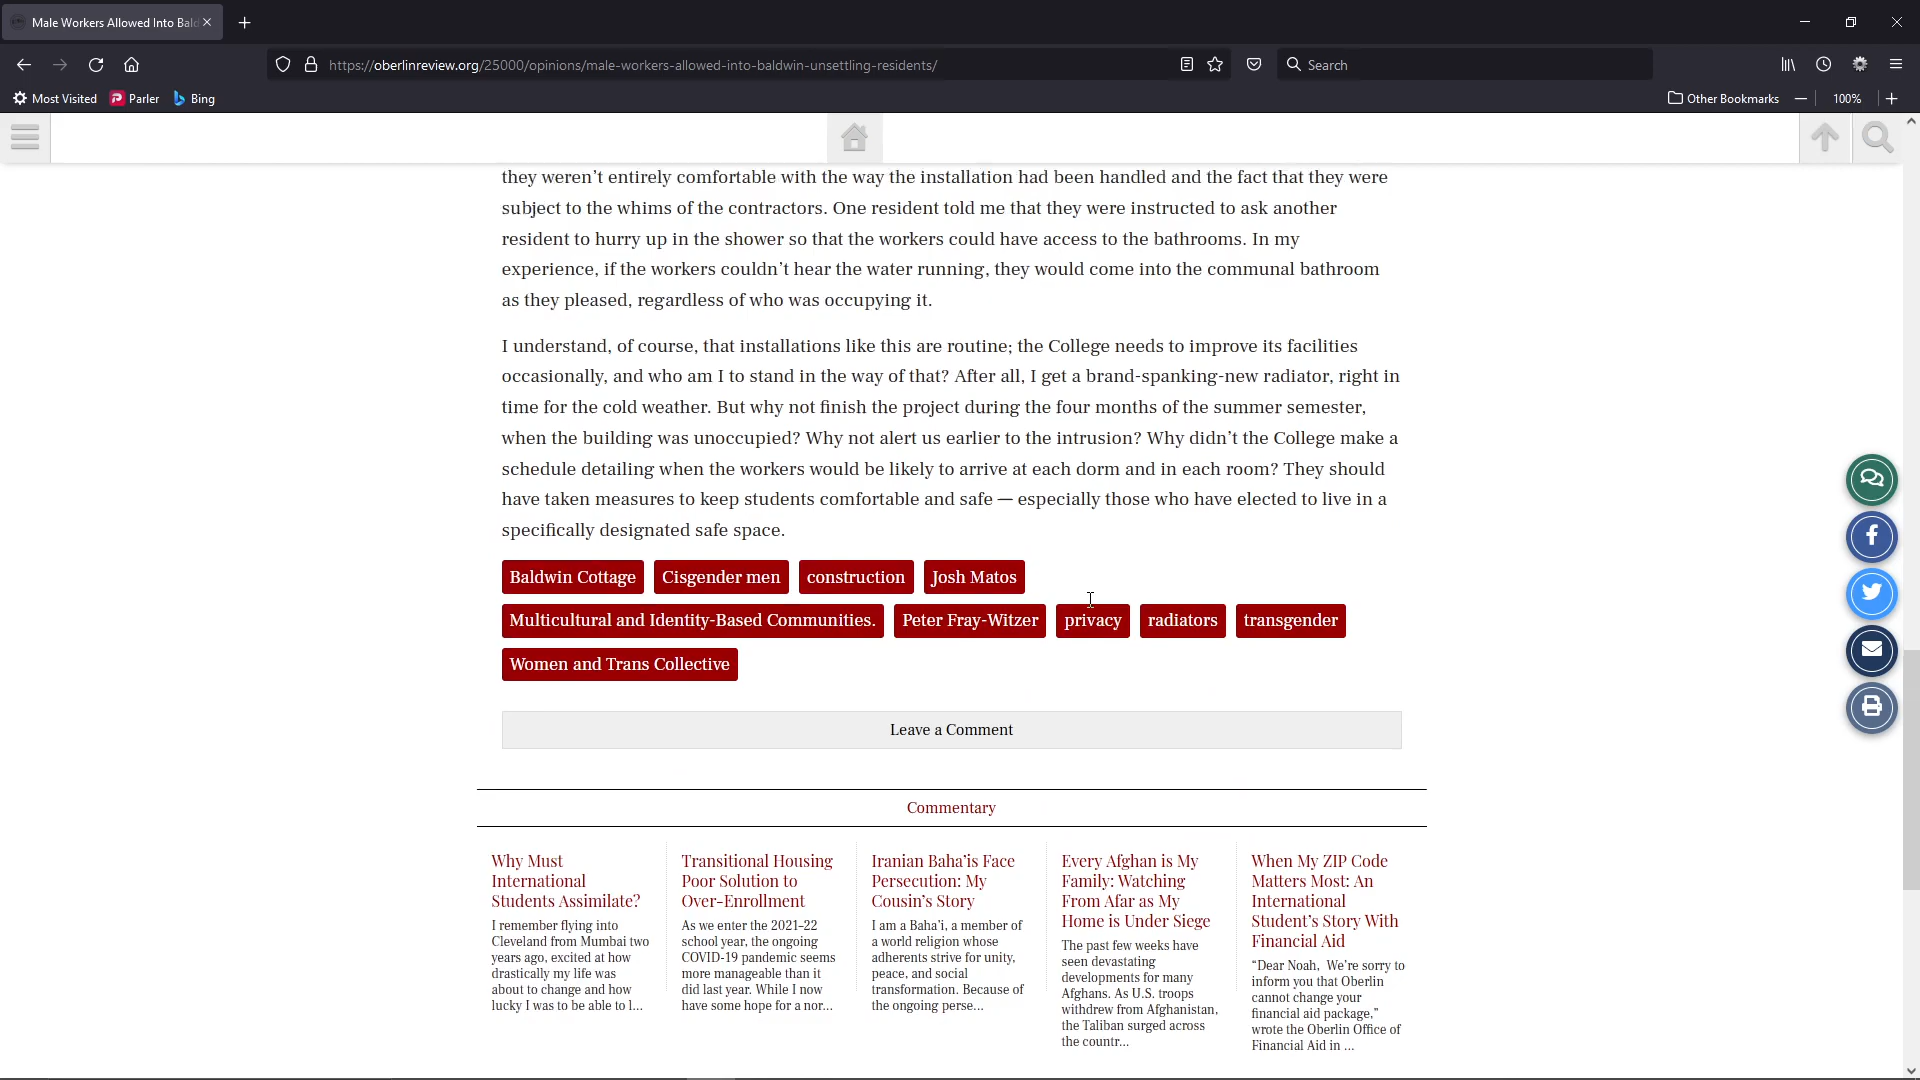 Male Workers Allowed Into Bald
https://oberlinreview.org/25000/opinions/male-workers-allowed-into-baldwin-unsettling-residents/
Search
Most Visited
Parler
Bing
Other Bookmarks
100%
they weren’t entirely comfortable with the way the installation had been handled and the fact that they were
subject to the whims of the contractors. One resident told me that they were instructed to ask another
resident to hurry up in the shower so that the workers could have access to the bathrooms. In my
experience, if the workers couldn’t hear the water running, they would come into the communal bathroom
as they pleased, regardless of who was occupying it.
I understand, of course, that installations like this are routine; the College needs to improve its facilities
occasionally, and who am I to stand in the way of that? After all, I get a brand-spanking-new radiator, right in
time for the cold weather. But why not finish the project during the four months of the summer semester,
when the building was unoccupied? Why not alert us earlier to the intrusion? Why didn’t the College make a
schedule detailing when the workers would be likely to arrive at each dorm and in each room? They should
have taken measures to keep students comfortable and safe — especially those who have elected to live in a
specifically designated safe space.
Baldwin Cottage Cisgender men construction Josh Matos
Multicultural and Identity-Based Communities. Peter Fray-Witzer privacy radiators transgender
Women and Trans Collective
Leave a Comment
Commentary
Why Must
International
Students Assimilate?
I remember flying into
Cleveland from Mumbai two
years ago, excited at how
drastically my life was
about to change and how
lucky I was to be able to l...
Transitional Housing
Poor Solution to
Over-Enrollment
As we enter the 2021–22
school year, the ongoing
COVID-19 pandemic seems
more manageable than it
did last year. While I now
have some hope for a nor...
Iranian Baha’is Face
Persecution: My
Cousin’s Story
I am a Baha’i, a member of
a world religion whose
adherents strive for unity,
peace, and social
transformation. Because of
the ongoing perse...
Every Afghan is My
Family: Watching
From Afar as My
Home is Under Siege
The past few weeks have
seen devastating
developments for many
Afghans. As U.S. troops
withdrew from Afghanistan,
the Taliban surged across
the countr...
When My ZIP Code
Matters Most: An
International
Student’s Story With
Financial Aid
“Dear Noah, We’re sorry to
inform you that Oberlin
cannot change your
financial aid package,”
wrote the Oberlin Office of
Financial Aid in ...